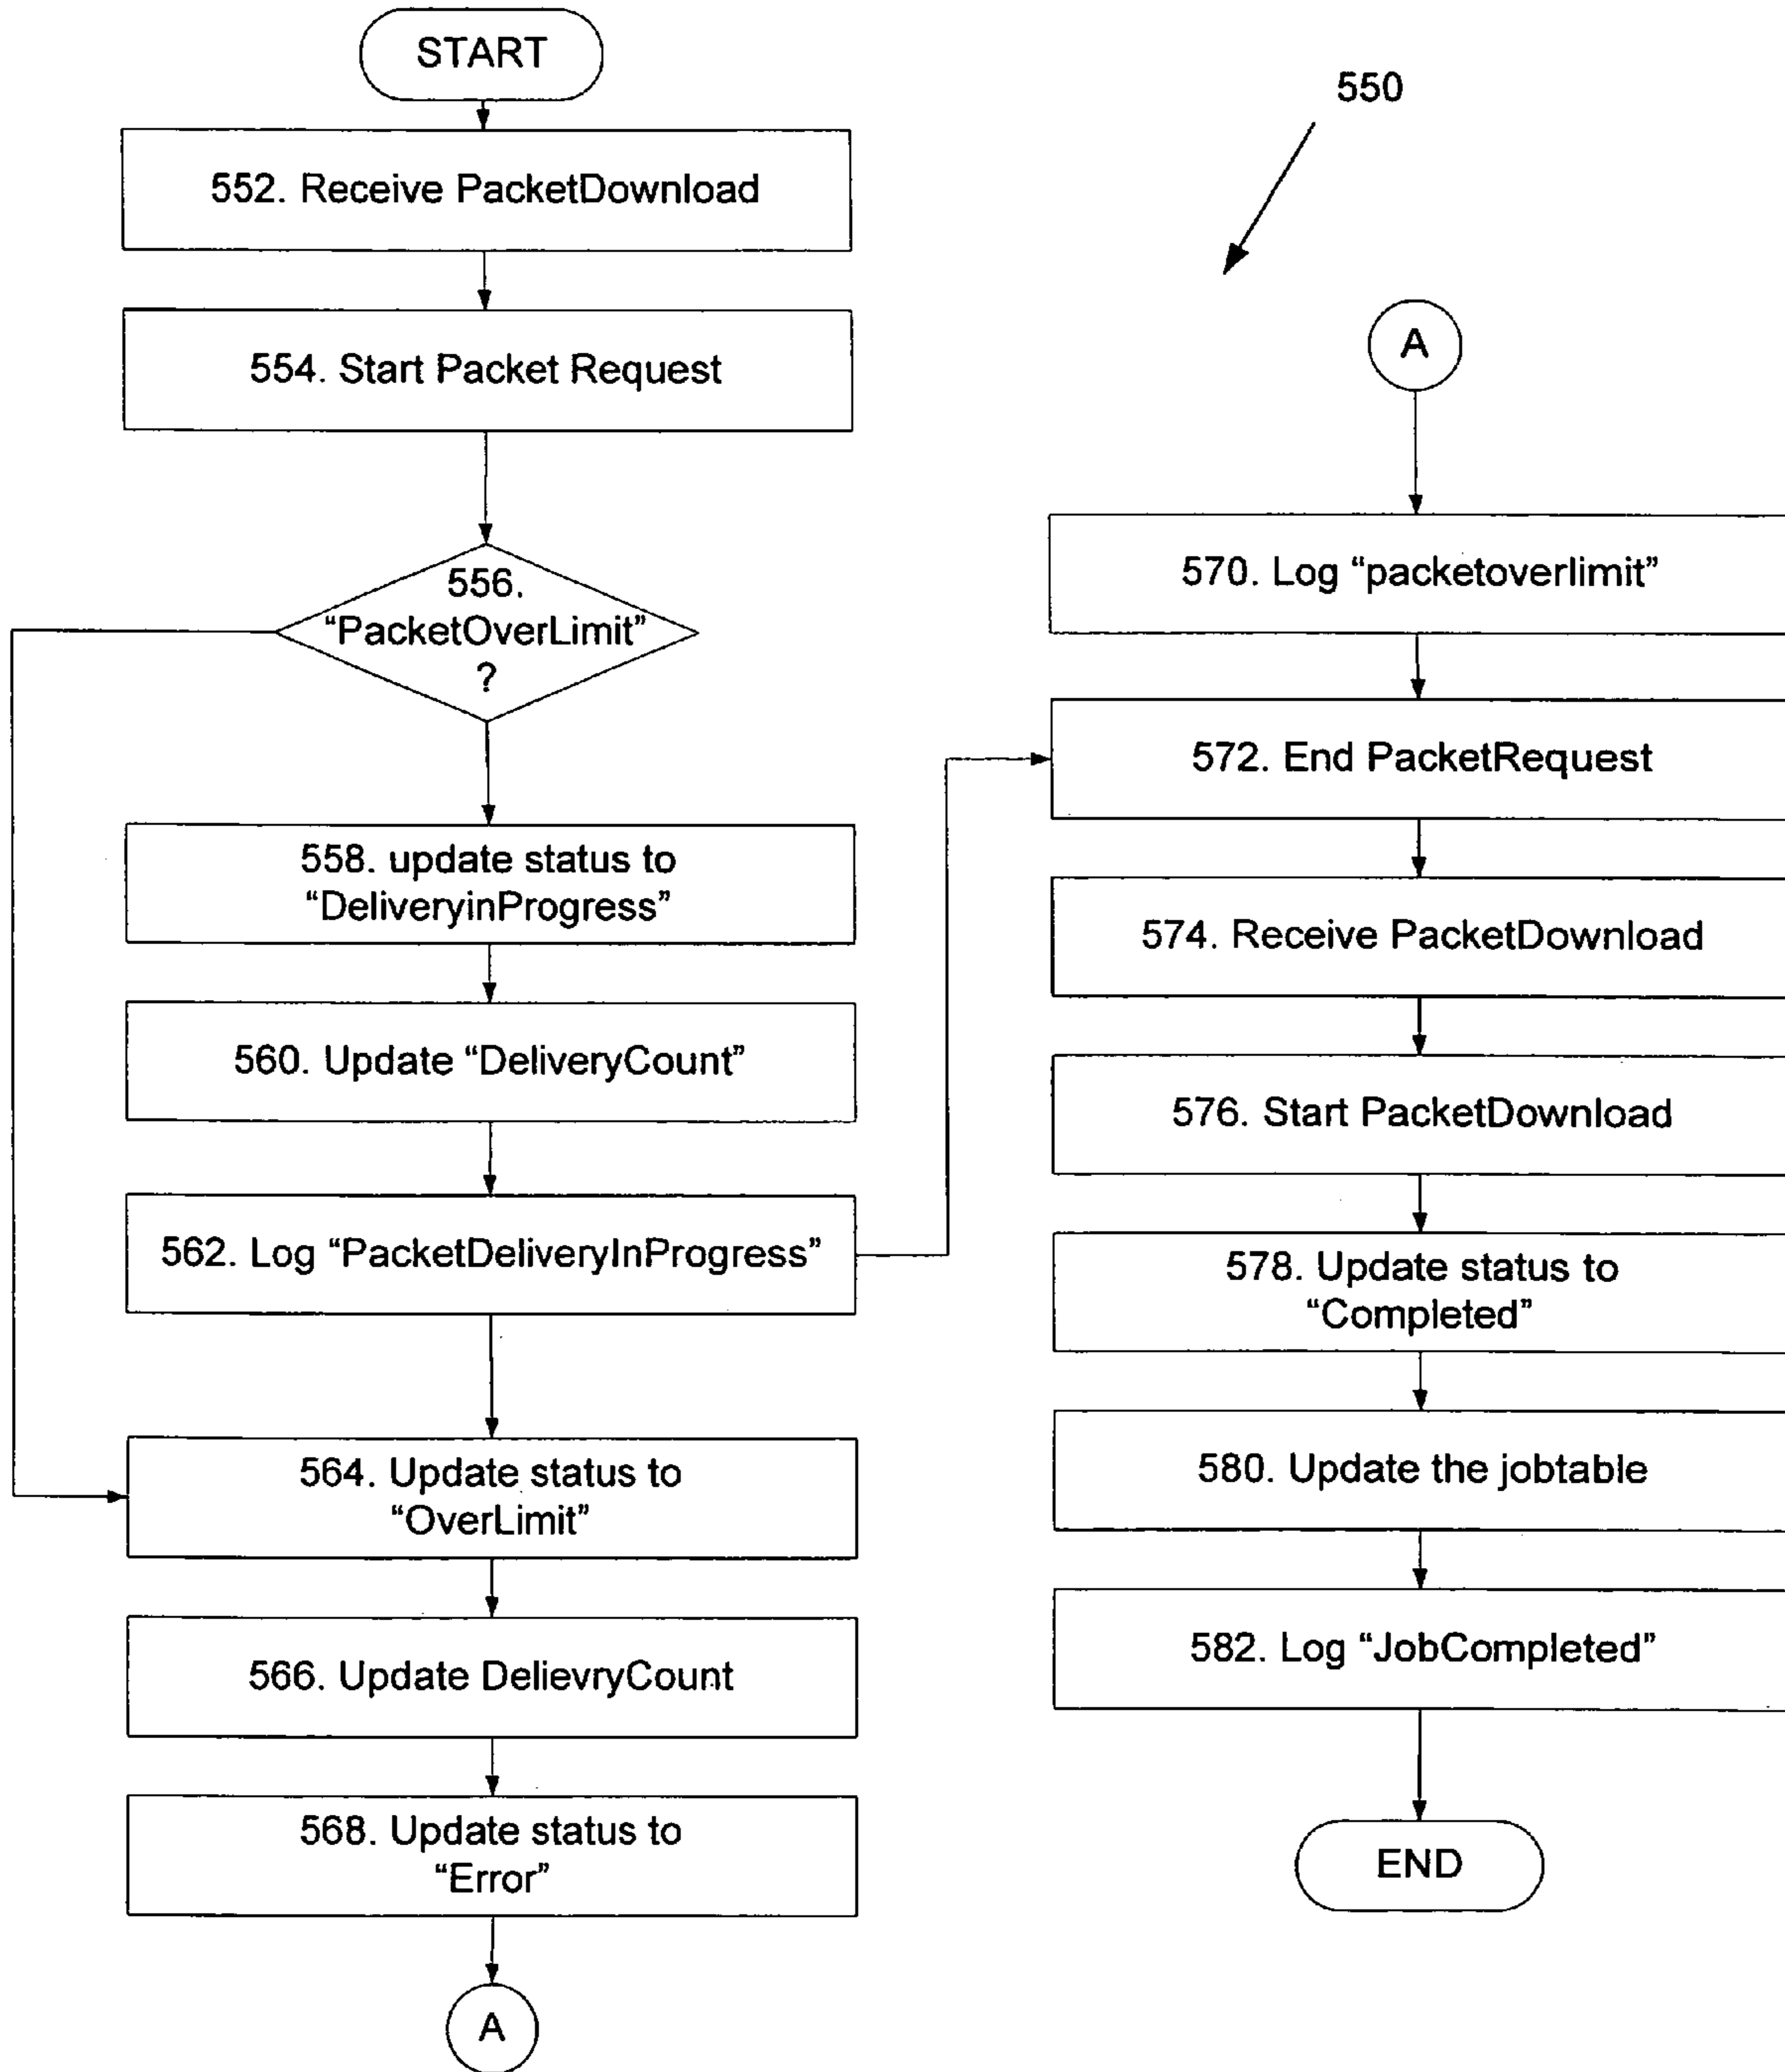 START
552. Receive PacketDownload
554. Start Packet Request
556.
“PacketOverLimit”
?
558. update status to
“DeliveryinProgress”
560. Update “DeliveryCount”
562. Log “PacketDeliveryInProgress”
564. Update status to
“OverLimit”
566. Update DelievryCount
568. Update status to
“Error”
A
550
A
570. Log “packetoverlimit”
572. End PacketRequest
574. Receive PacketDownload
576. Start PacketDownload
578. Update status to
“Completed”
580. Update the jobtable
582. Log “JobCompleted”
END